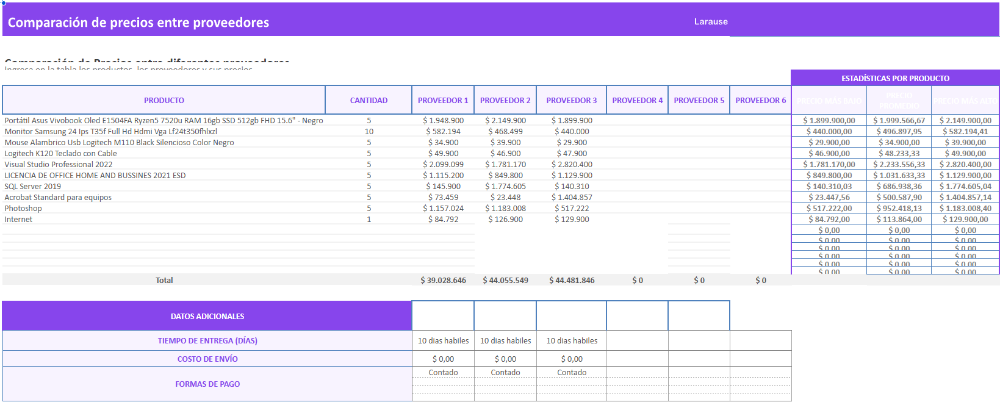 Comparación de precios entre proveedores Larause
Comparación de Precios entre diferentes proveedores
Ingresa en la tabla los productos, los proveedores y sus precios
ESTADÍSTICAS POR PRODUCTO
PRODUCTO CANTIDAD PROVEEDOR 1 PROVEEDOR 2 PROVEEDOR 3 PROVEEDOR 4 PROVEEDOR 5 PROVEEDOR 6 PRECIO MÁS BAJO PRECIO PROMEDIO PRECIO MÁS ALTO
Portátil Asus Vivobook Oled E1504FA Ryzen5 7520u RAM 16gb SSD 512gb FHD 15.6" - Negro 5 $ 1.948.900 $ 2.149.900 $ 1.899.900 $ 1.899.900,00 $ 1.999.566,67 $ 2.149.900,00
Monitor Samsung 24 Ips T35f Full Hd Hdmi Vga Lf24t350fhlxzl 10 $ 582.194 $ 468.499 $ 440.000 $ 440.000,00 $ 496.897,95 $ 582.194,41
Mouse Alambrico Usb Logitech M110 Black Silencioso Color Negro 5 $ 34.900 $ 39.900 $ 29.900 $ 29.900,00 $ 34.900,00 $ 39.900,00
Logitech K120 Teclado con Cable 5 $ 49.900 $ 46.900 $ 47.900 $ 46.900,00 $ 48.233,33 $ 49.900,00
Visual Studio Professional 2022 5 $ 2.099.099 $ 1.781.170 $ 2.820.400 $ 1.781.170,00 $ 2.233.556,33 $ 2.820.400,00
LICENCIA DE OFFICE HOME AND BUSSINES 2021 ESD 5 $ 1.115.200 $ 849.800 $ 1.129.900 $ 849.800,00 $ 1.031.633,33 $ 1.129.900,00
SQL Server 2019 5 $ 145.900 $ 1.774.605 $ 140.310 $ 140.310,03 $ 686.938,36 $ 1.774.605,04
Acrobat Standard para equipos 5 $ 73.459 $ 23.448 $ 1.404.857 $ 23.447,56 $ 500.587,90 $ 1.404.857,14
Photoshop 5 $ 1.157.024 $ 1.183.008 $ 517.222 $ 517.222,00 $ 952.418,13 $ 1.183.008,40
Internet 1 $ 84.792 $ 126.900 $ 129.900 $ 84.792,00 $ 113.864,00 $ 129.900,00
$ 0,00 $ 0,00 $ 0,00
$ 0,00 $ 0,00 $ 0,00
$ 0,00 $ 0,00 $ 0,00
$ 0,00 $ 0,00 $ 0,00
$ 0,00 $ 0,00 $ 0,00
$ 0,00 $ 0,00 $ 0,00
Total $ 39.028.646 $ 44.055.549 $ 44.481.846 $ 0 $ 0 $ 0
DATOS ADICIONALES
TIEMPO DE ENTREGA (DÍAS) 10 dias habiles 10 dias habiles 10 dias habiles
COSTO DE ENVÍO $ 0,00 $ 0,00 $ 0,00
Contado Contado Contado
FORMAS DE PAGO